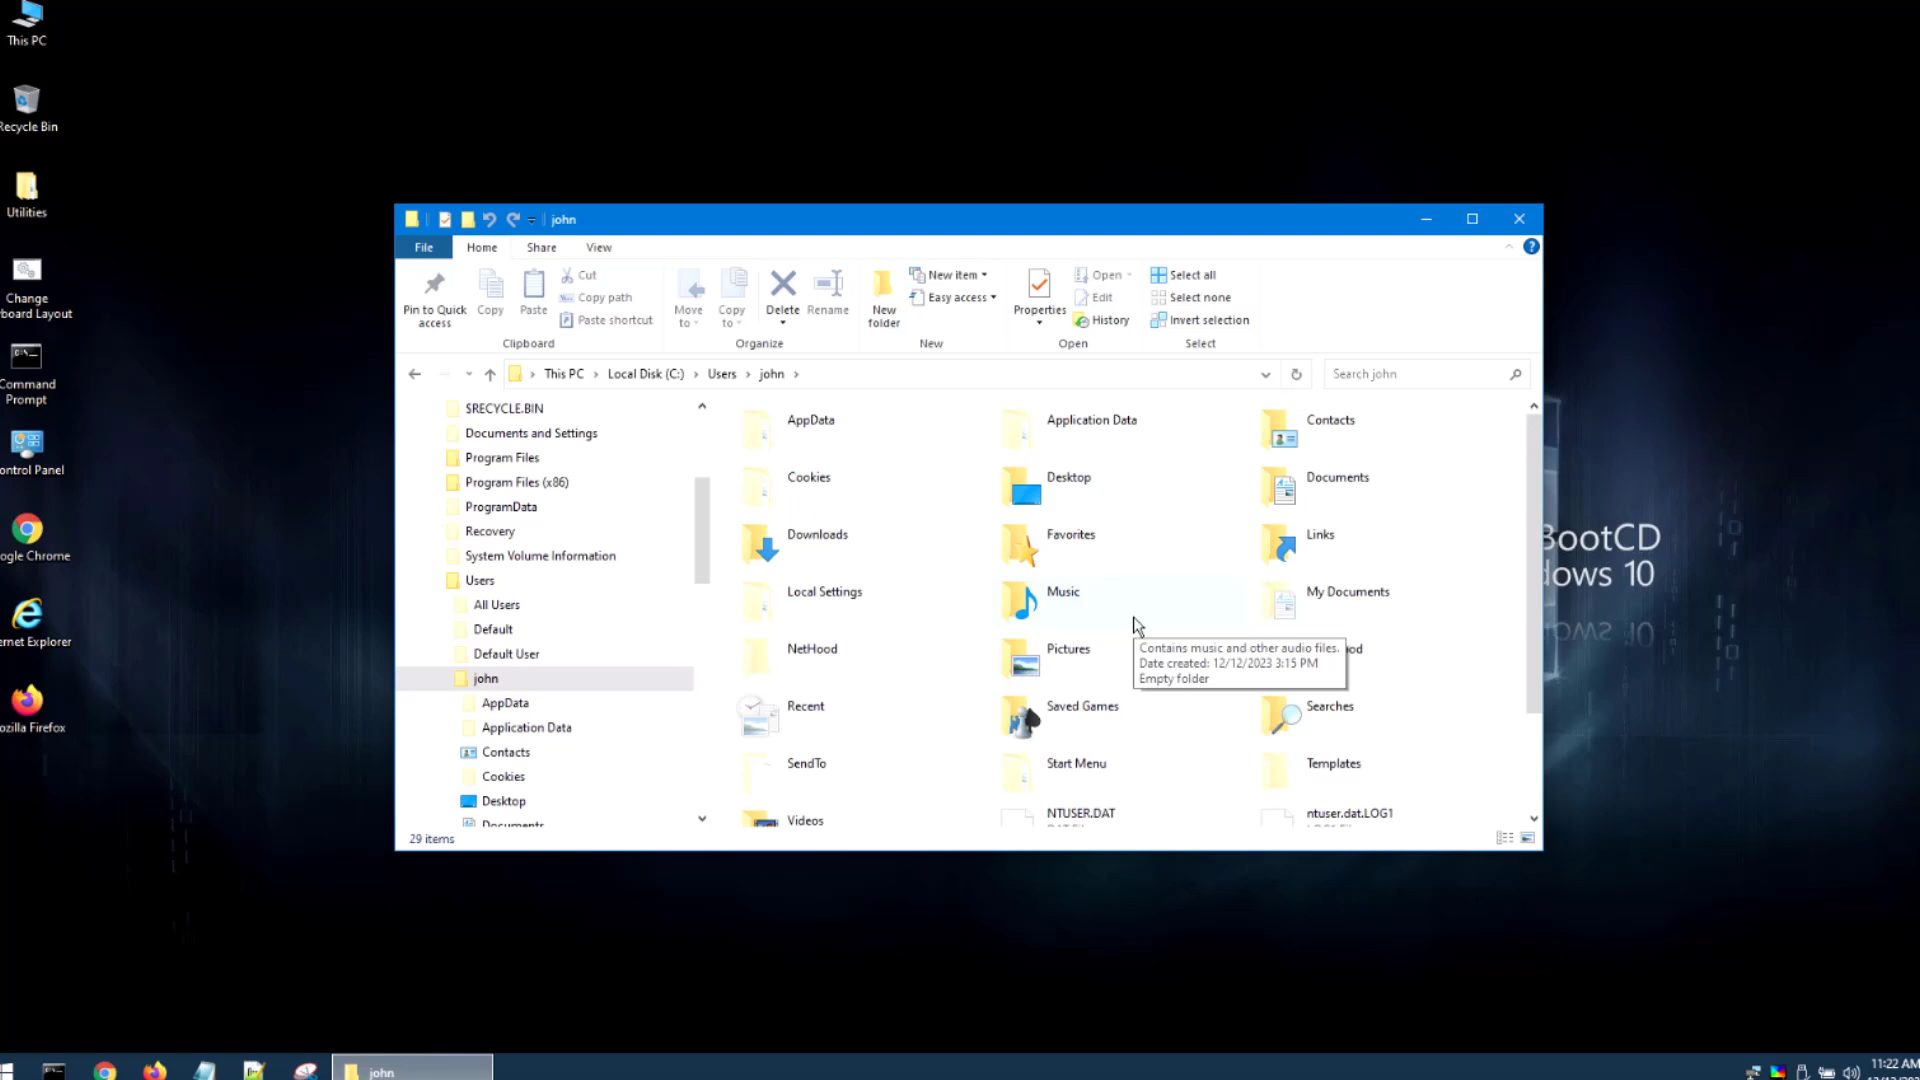 This PC
Recycle Bin
Utilities
Change
board Layout
Command
Prompt
ontrol Panel
ogle Chrome
ernet Explorer
ozilla Firefox
john
File
Home
Share
View
Pin to Quick
access
Copy
Paste
Cut
Copy path
Paste shortcut
Clipboard
Move
to
Copy
to
Delete
Rename
Organize
New
folder
New item
Easy access
New
Properties
Open
Edit
History
Open
Select all
Select none
Invert selection
Select
This PC > Local Disk (C:) > Users > john >
Search john
$RECYCLE.BIN
Documents and Settings
Program Files
Program Files (x86)
ProgramData
Recovery
System Volume Information
Users
All Users
Default
Default User
john
AppData
Application Data
Contacts
Cookies
Desktop
Documents
AppData
Application Data
Contacts
Cookies
Desktop
Documents
Downloads
Favorites
Links
Local Settings
Music
My Documents
NetHood
Pictures
ood
Contains music and other audio files.
Date created: 12/12/2023 3:15 PM
Empty folder
Recent
Saved Games
Searches
SendTo
Start Menu
Templates
Videos
NTUSER.DAT
ntuser.dat.LOG1
29 items
BootCD
dows 10
john
11:22 AM